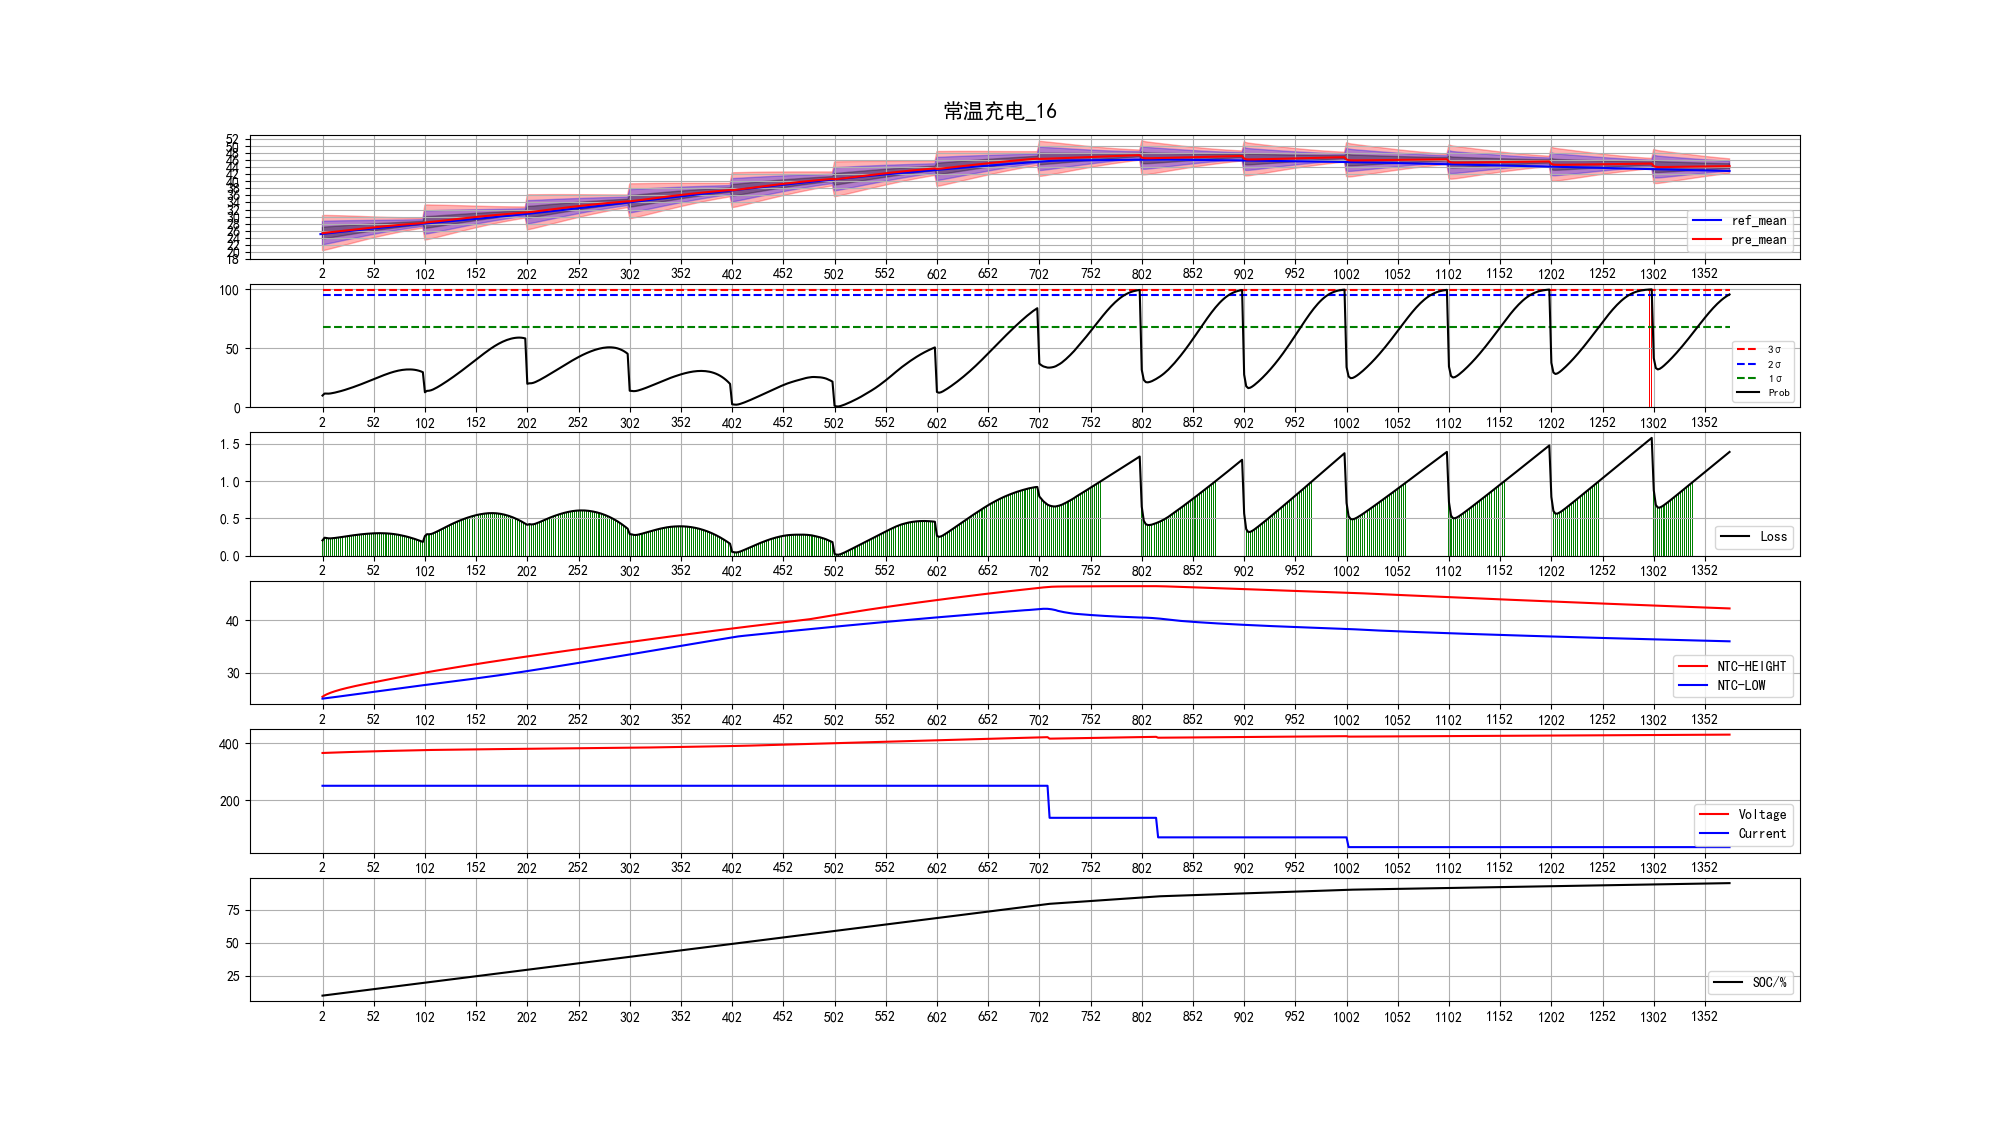 常温充电_16
52
50
48
46
44
42
40
38
36
34
32
30
28
26
24
22
20
18
ref_mean
pre_mean
2 52 102 152 202 252 302 352 402 452 502 552 602 652 702 752 802 852 902 952 1002 1052 1102 1152 1202 1252 1302 1352
100
50
0
3σ
2σ
1σ
Prob
2 52 102 152 202 252 302 352 402 452 502 552 602 652 702 752 802 852 902 952 1002 1052 1102 1152 1202 1252 1302 1352
1.5
1.0
0.5
0.0
Loss
2 52 102 152 202 252 302 352 402 452 502 552 602 652 702 752 802 852 902 952 1002 1052 1102 1152 1202 1252 1302 1352
40
30
NTC-HEIGHT
NTC-LOW
2 52 102 152 202 252 302 352 402 452 502 552 602 652 702 752 802 852 902 952 1002 1052 1102 1152 1202 1252 1302 1352
400
200
Voltage
Current
2 52 102 152 202 252 302 352 402 452 502 552 602 652 702 752 802 852 902 952 1002 1052 1102 1152 1202 1252 1302 1352
75
50
25
SOC/%
2 52 102 152 202 252 302 352 402 452 502 552 602 652 702 752 802 852 902 952 1002 1052 1102 1152 1202 1252 1302 1352